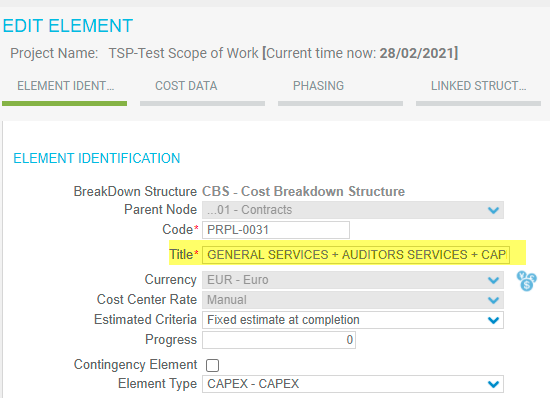 EDIT ELEMENT
Project Name: TSP-Test Scope of Work [Current time now: 28/02/2021]
ELEMENT IDENT... COST DATA PHASING LINKED STRUCT...
ELEMENT IDENTIFICATION
BreakDown Structure CBS - Cost Breakdown Structure
Parent Node ...01 - Contracts
Code* PRPL-0031
Title* GENERAL SERVICES + AUDITORS SERVICES + CAP
Currency EUR - Euro
Cost Center Rate Manual
Estimated Criteria Fixed estimate at completion
Progress 0
Contingency Element
Element Type CAPEX - CAPEX